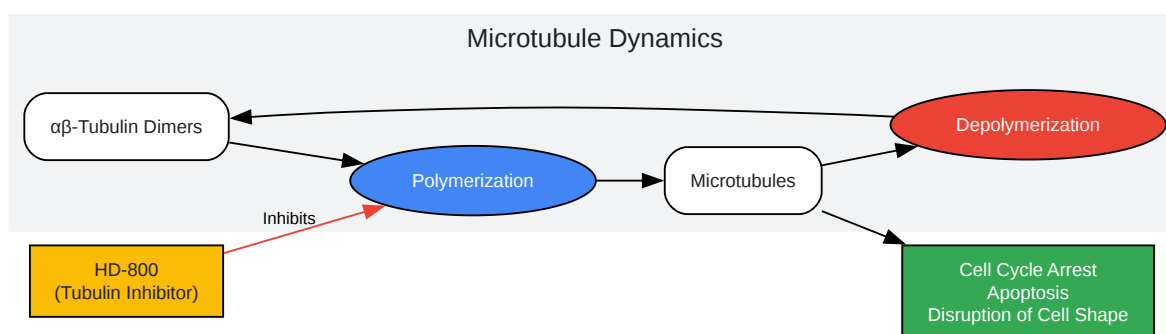 Microtubule Dynamics
αβ-Tubulin Dimers
Depolymerization
Polymerization
Microtubules
Inhibits
HD-800
(Tubulin Inhibitor)
Cell Cycle Arrest
Apoptosis
Disruption of Cell Shape